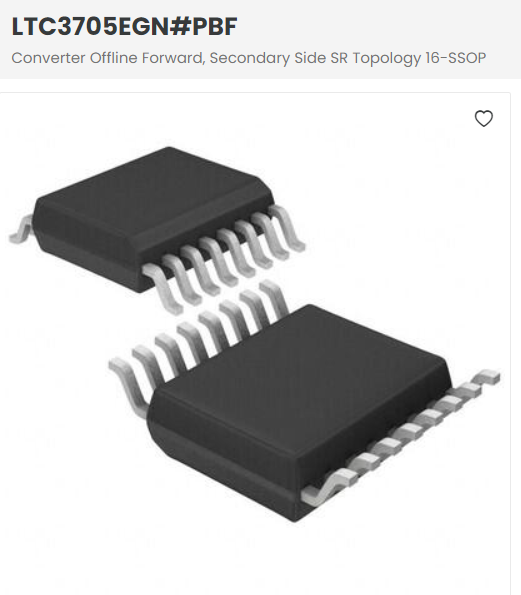 LTC3705EGN#PBF
Converter Offline Forward, Secondary Side SR Topology 16-SSOP